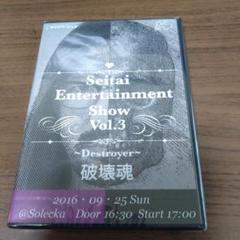 Seitai
Entertainment
Show
Vol.3
~Destroyer~
破壊魂
2016・09・25 Sun
@Solecka Door 16:30 Start 17:00